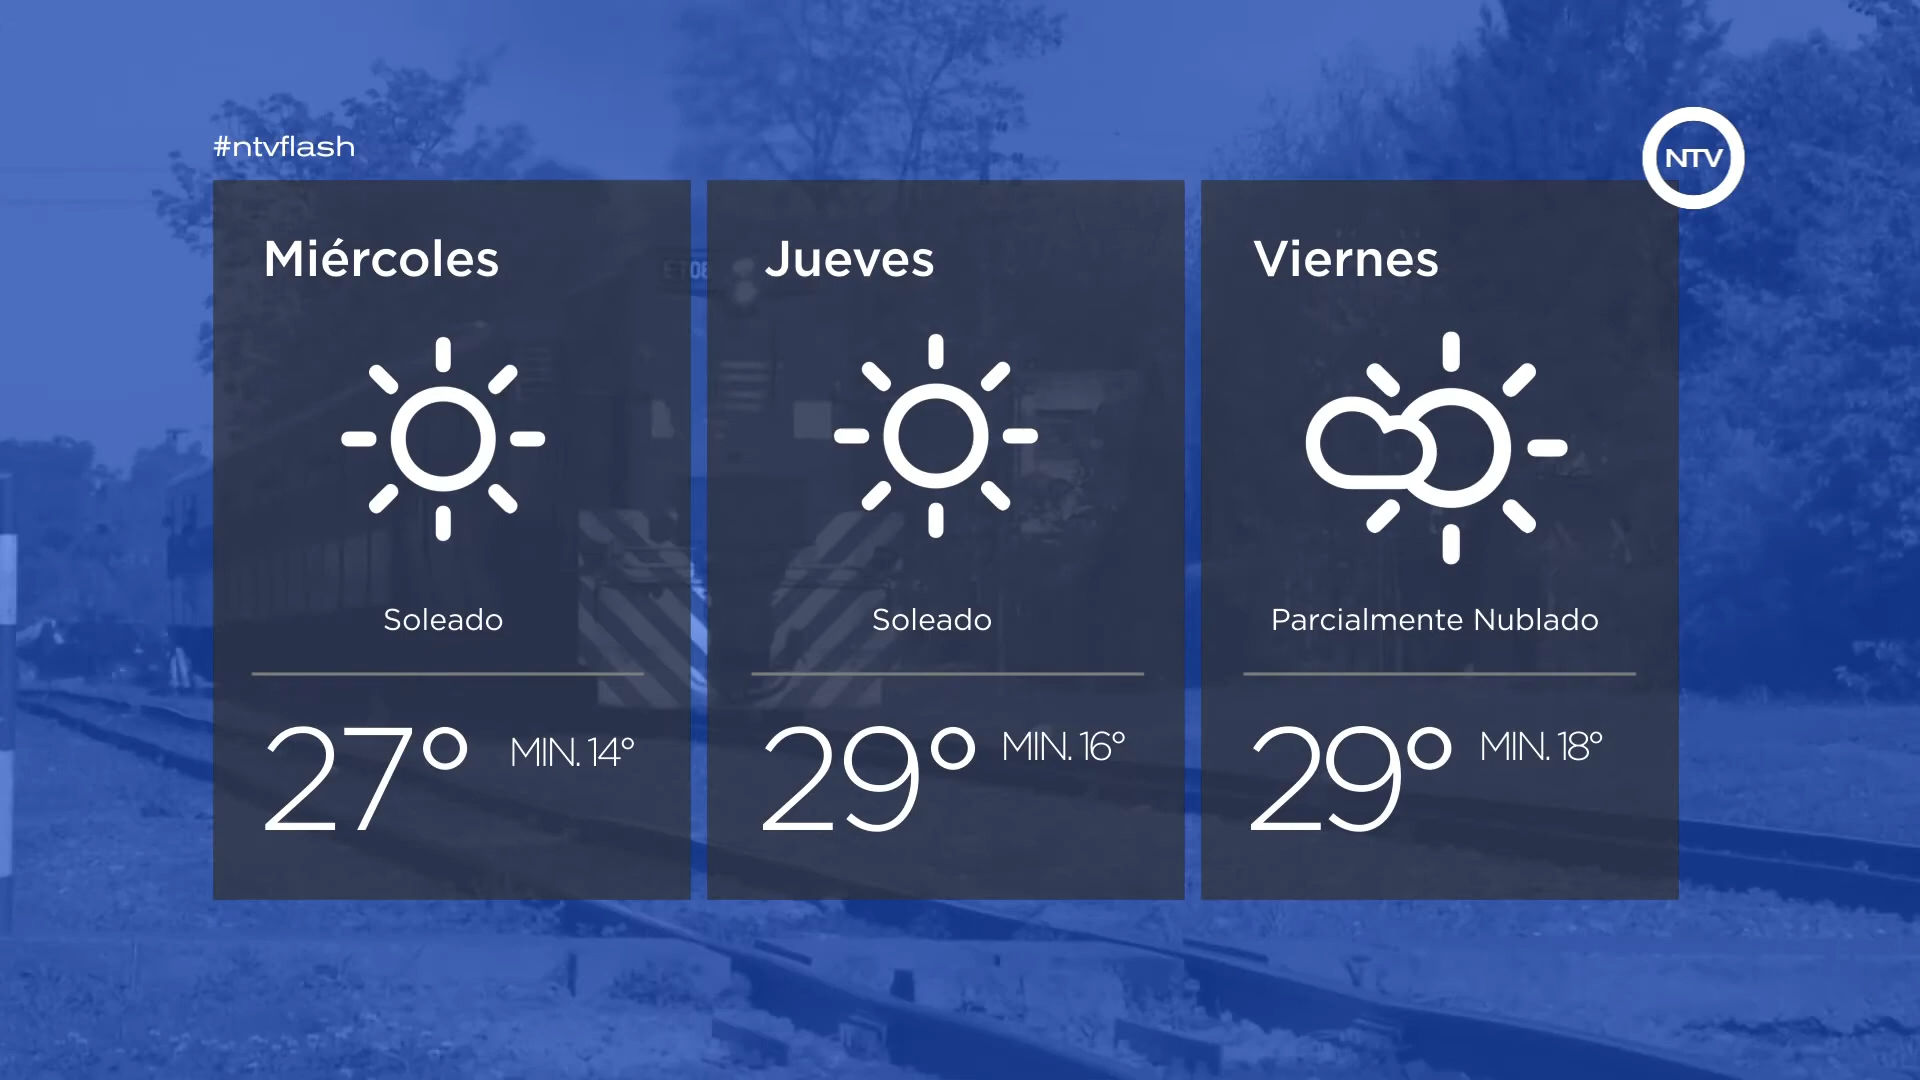 #ntvflash
NTV
Miércoles
Soleado
27° MIN. 14°
Jueves
Soleado
29° MIN. 16°
Viernes
Parcialmente Nublado
29° MIN. 18°